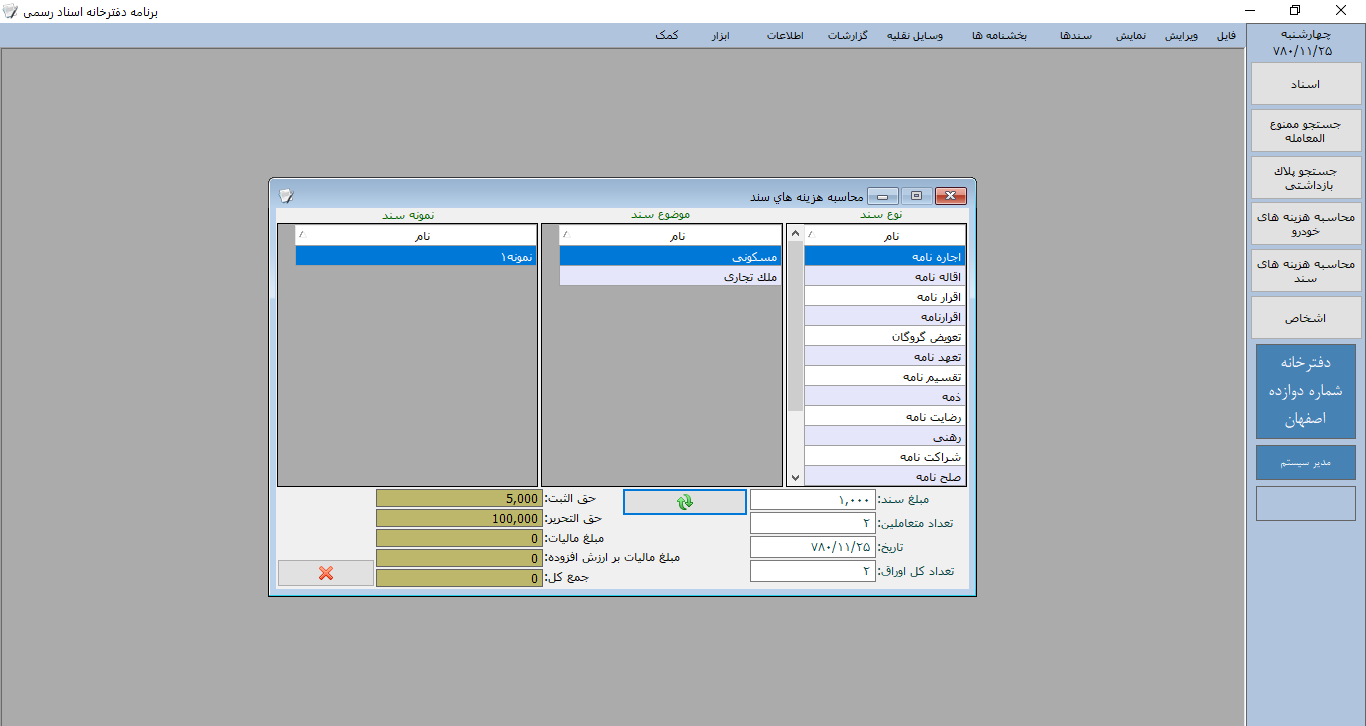 برنامه دفترخانه اسناد رسمی
فایل ویرایش نمایش سندها بخشنامه ها وسایل نقلیه گزارشات اطلاعات ابزار کمک
چهارشنبه
۷۸۰/۱۱/۲۵
اسناد
جستجو ممنوع
المعامله
جستجو پلاك
بازداشتی
محاسبه هزینه های
خودرو
محاسبه هزینه های
سند
اشخاص
دفترخانه
شماره دوازده
اصفهان
مدیر سیستم
محاسبه هزینه هاي سند
نوع سند
نام
اجاره نامه
اقاله نامه
اقرار نامه
اقرارنامه
تعویض گروگان
تعهد نامه
تقسیم نامه
ذمه
رضایت نامه
رهنی
شراکت نامه
صلح نامه
موضوع سند
نام
مسکونی
ملك تجاری
نمونه سند
نام
نمونه۱
مبلغ سند: ۱,۰۰۰
تعداد متعاملین: ۲
تاریخ: ۷۸۰/۱۱/۲۵
تعداد کل اوراق: ۲
حق الثبت: 5,000
حق التحریر: 100,000
مبلغ مالیات: 0
مبلغ مالیات بر ارزش افزوده: 0
جمع کل: 0